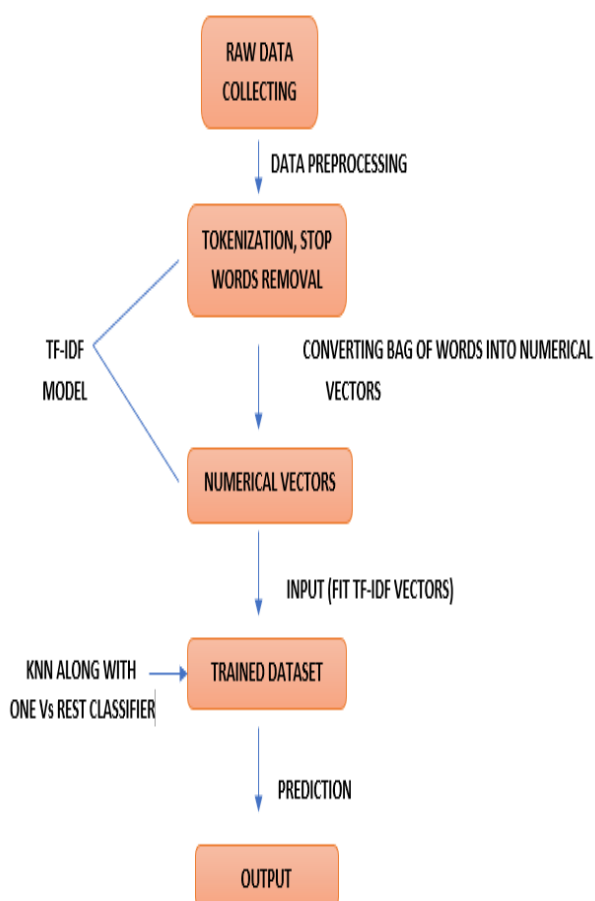 RAW DATA
COLLECTING
DATA PREPROCESSING
TOKENIZATION, STOP
WORDS REMOVAL
TF-IDF
MODEL
CONVERTING BAG OF WORDS INTO NUMERICAL
VECTORS
NUMERICAL VECTORS
INPUT (FIT TF-IDF VECTORS)
KNN ALONG WITH
ONE Vs REST CLASSIFIER
TRAINED DATASET
PREDICTION
OUTPUT